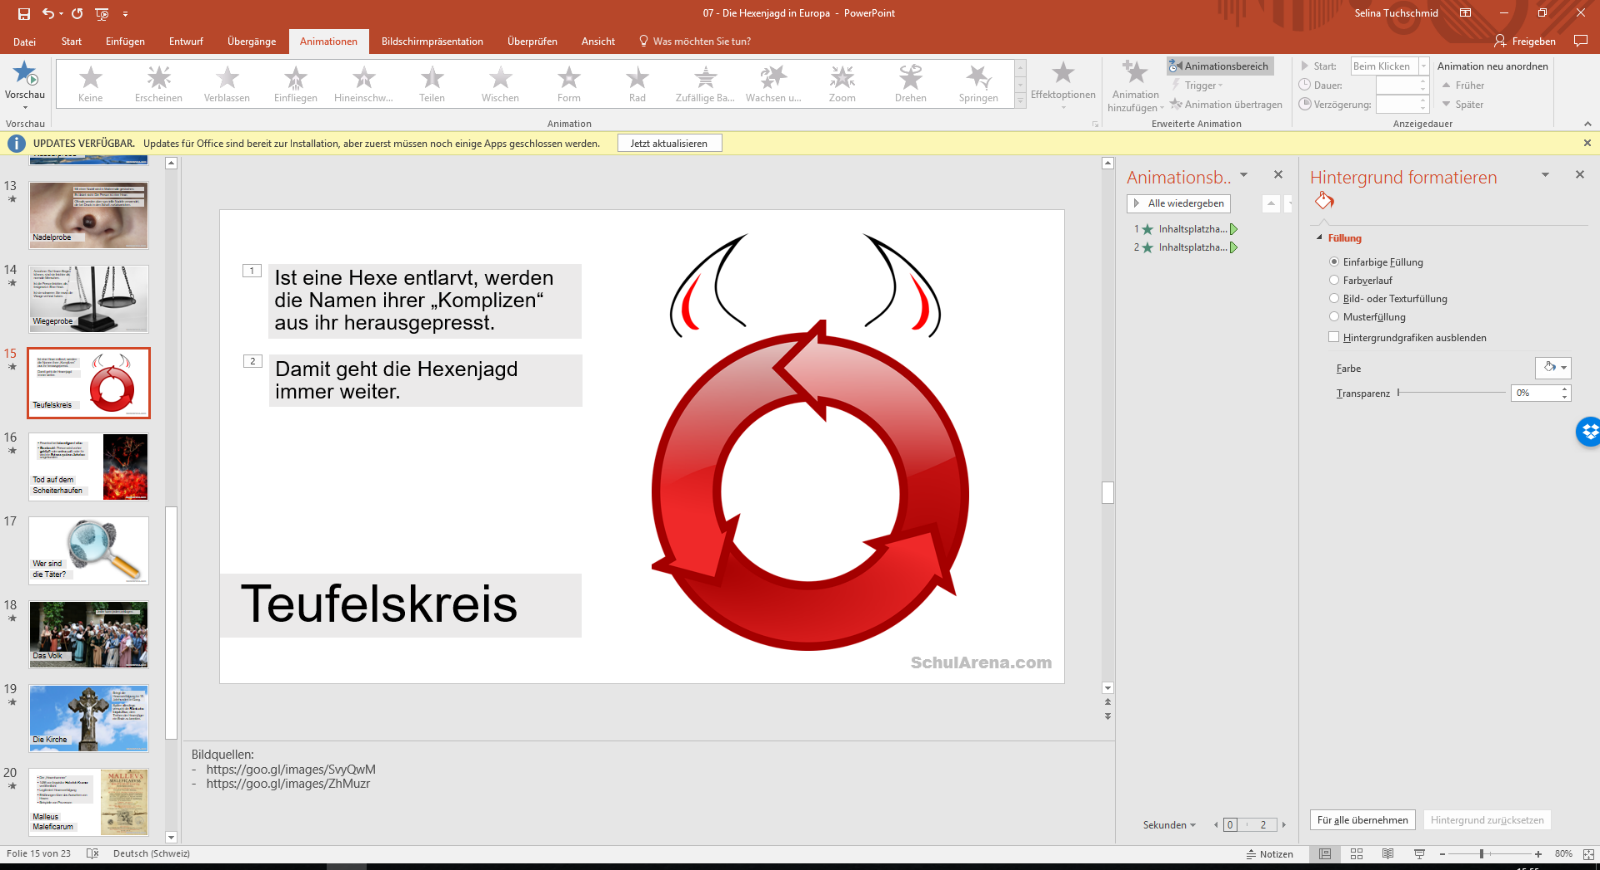 07 - Die Hexenjagd in Europa - PowerPoint
Selina Tuchschmid
Datei Start Einfügen Entwurf Übergänge Animationen Bildschirmpräsentation Überprüfen Ansicht Was möchten Sie tun? Freigeben
Vorschau
Keine Erscheinen Verblassen Einfliegen Hineinschw... Teilen Wischen Form Rad Zufällige Ba... Wachsen u... Zoom Drehen Springen
Effektoptionen
Animation hinzufügen
Animationsbereich
Trigger
Animation übertragen
Start: Beim Klicken
Dauer:
Verzögerung:
Animation neu anordnen
Früher
Später
Vorschau Animation Erweiterte Animation Anzeigedauer
UPDATES VERFÜGBAR. Updates für Office sind bereit zur Installation, aber zuerst müssen noch einige Apps geschlossen werden. Jetzt aktualisieren
13
Nadelprobe
14
Wiegeprobe
15
Teufelskreis
16
Tod auf dem
Scheiterhaufen
17
Wer sind
die Täter?
18
Das Volk
19
Die Kirche
20
Malleus
Maleficarum
1
Ist eine Hexe entlarvt, werden
die Namen ihrer „Komplizen“
aus ihr herausgepresst.
2
Damit geht die Hexenjagd
immer weiter.
Teufelskreis
SchulArena.com
Bildquellen:
- https://goo.gl/images/SvyQwM
- https://goo.gl/images/ZhMuzr
Animationsb..
Alle wiedergeben
1 Inhaltsplatzha...
2 Inhaltsplatzha...
Sekunden 0 2
Hintergrund formatieren
Füllung
Einfarbige Füllung
Farbverlauf
Bild- oder Texturfüllung
Musterfüllung
Hintergrundgrafiken ausblenden
Farbe
Transparenz 0%
Für alle übernehmen Hintergrund zurücksetzen
Folie 15 von 23 Deutsch (Schweiz) Notizen 80%